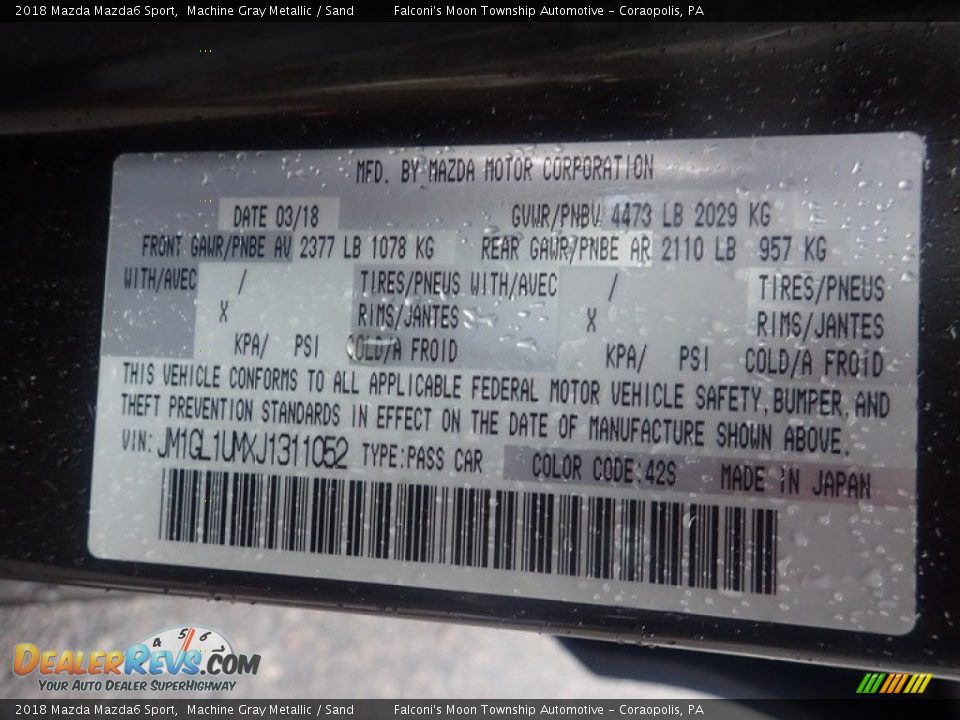 2018 Mazda Mazda6 Sport, Machine Gray Metallic / Sand Falconi's Moon Township Automotive - Coraopolis, PA
MFD. BY MAZDA MOTOR CORPORATION
DATE 03/18 GVWR/PNBV 4473 LB 2029 KG
FRONT GAWR/PNBE AV 2377 LB 1078 KG REAR GAWR/PNBE AR 2110 LB 957 KG
WITH/AVEC / TIRES/PNEUS WITH/AVEC / TIRES/PNEUS
X RIMS/JANTES X RIMS/JANTES
KPA/ PSI COLD/A FROID KPA/ PSI COLD/A FROID
THIS VEHICLE CONFORMS TO ALL APPLICABLE FEDERAL MOTOR VEHICLE SAFETY, BUMPER, AND
THEFT PREVENTION STANDARDS IN EFFECT ON THE DATE OF MANUFACTURE SHOWN ABOVE.
VIN: JM1GL1UMXJ1311052 TYPE:PASS CAR COLOR CODE:42S MADE IN JAPAN
4 5 6
DEALERREVS.COM
YOUR AUTO DEALER SUPERHIGHWAY
2018 Mazda Mazda6 Sport, Machine Gray Metallic / Sand Falconi's Moon Township Automotive - Coraopolis, PA